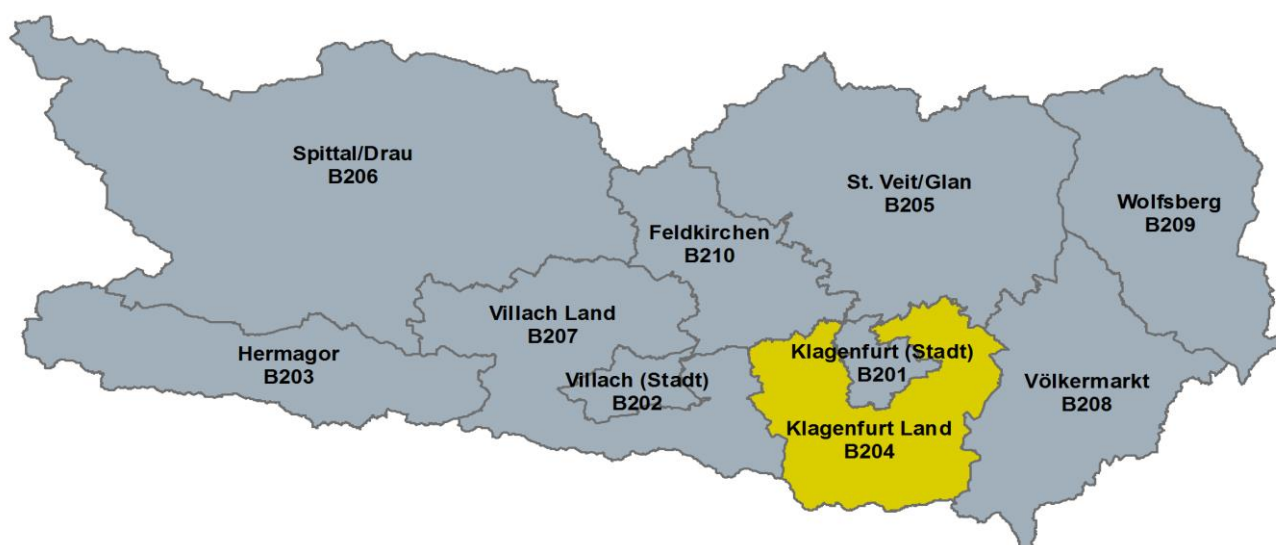 Spittal/Drau
B206
St. Veit/Glan
B205
Wolfsberg
B209
Feldkirchen
B210
Villach Land
B207
Hermagor
B203
Villach (Stadt)
B202
Klagenfurt (Stadt)
B201
Völkermarkt
B208
Klagenfurt Land
B204